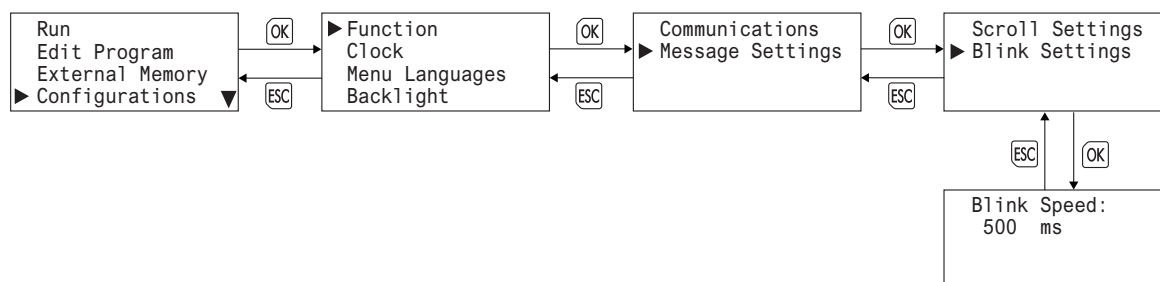 Run
Edit Program
External Memory
▶ Configurations ▼
OK
ESC
▶ Function
Clock
Menu Languages
Backlight
OK
ESC
Communications
▶ Message Settings
OK
ESC
Scroll Settings
▶ Blink Settings
ESC
OK
Blink Speed:
500 ms